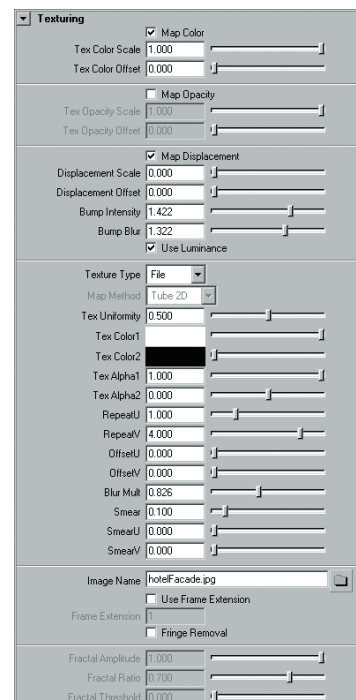 Texturing
Map Color
Tex Color Scale 1.000
Tex Color Offset 0.000
Map Opacity
Tex Opacity Scale 1.000
Tex Opacity Offset 0.000
Map Displacement
Displacement Scale 0.000
Displacement Offset 0.000
Bump Intensity 1.422
Bump Blur 1.322
Use Luminance
Texture Type File
Map Method Tube 2D
Tex Uniformity 0.500
Tex Color1
Tex Color2
Tex Alpha1 1.000
Tex Alpha2 0.000
RepeatU 1.000
RepeatV 4.000
OffsetU 0.000
OffsetV 0.000
Blur Mult 0.826
Smear 0.100
SmearU 0.000
SmearV 0.000
Image Name hotelFacade.jpg
Use Frame Extension
Frame Extension 1
Fringe Removal
Fractal Amplitude 1.000
Fractal Ratio 0.700
Fractal Threshold 0.000